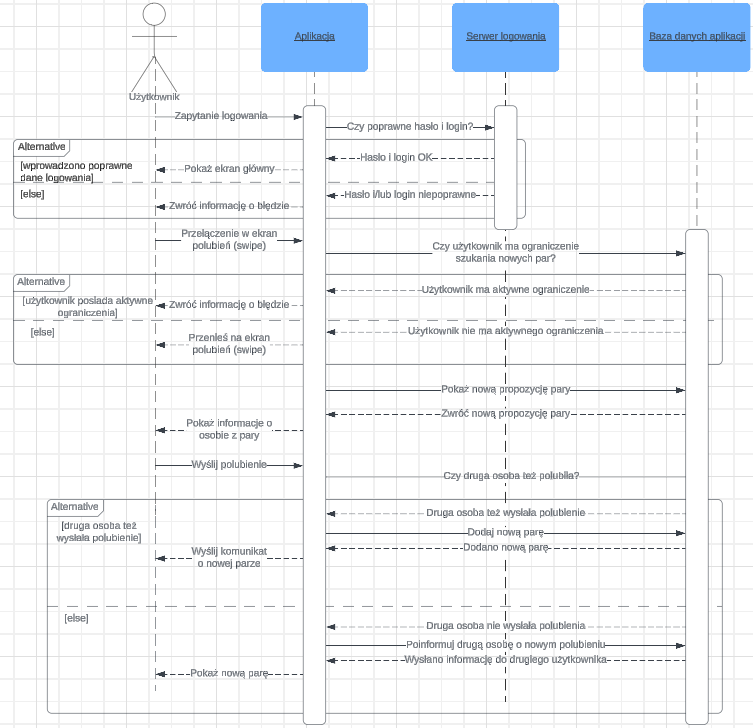 Aplikacja
Serwer logowania
Baza danych aplikacji
Użytkownik
Zapytanie logowania
Czy poprawne hasło i login?
Alternative
[wprowadzono poprawne
dane logowania]
Hasło i login OK
Pokaż ekran główny
[else]
Hasło i/lub login niepoprawne
Zwróć informację o błędzie
Przełączenie w ekran
polubień (swipe)
Czy użytkownik ma ograniczenie
szukania nowych par?
Alternative
[użytkownik posiada aktywne
ograniczenia]
Użytkownik ma aktywne ograniczenie
Zwróć informację o błędzie
[else]
Użytkownik nie ma aktywnego ograniczenia
Przenieś na ekran
polubień (swipe)
Pokaż nową propozycję pary
Zwróć nową propozycję pary
Pokaż informacje o
osobie z pary
Wyślij polubienie
Czy druga osoba też polubiła?
Alternative
[druga osoba też
wysłała polubienie]
Druga osoba też wysłała polubienie
Dodaj nową parę
Dodano nową parę
Wyślij komunikat
o nowej parze
[else]
Druga osoba nie wysłała polubienia
Poinformuj drugą osobę o nowym polubieniu
Wysłano informację do drugiego użytkownika
Pokaż nową parę